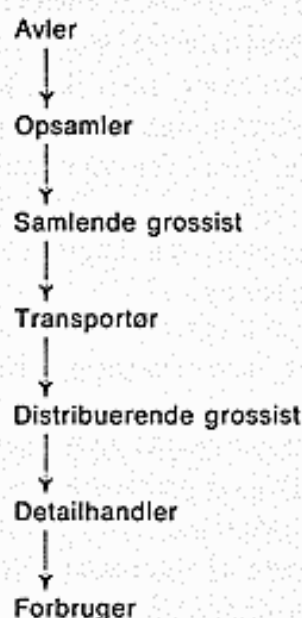 Avler
Opsamler
Samlende grossist
Transportør
Distribuerende grossist
Detailhandler
Forbruger